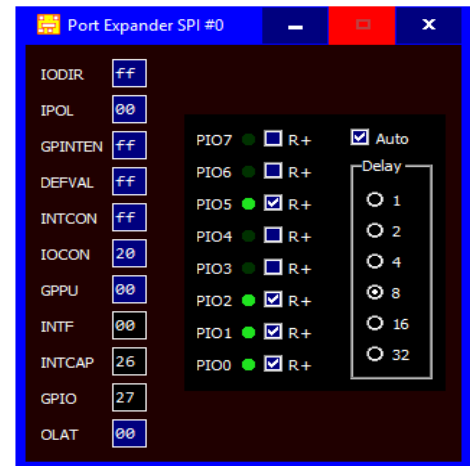 Port Expander SPI #0
IODIR ff
IPOL 00
GPINTEN ff
DEFVAL ff
INTCON ff
IOCON 20
GPPU 00
INTF 00
INTCAP 26
GPIO 27
OLAT 00
PIO7 R+
PIO6 R+
PIO5 R+
PIO4 R+
PIO3 R+
PIO2 R+
PIO1 R+
PIO0 R+
Auto
Delay
1
2
4
8
16
32